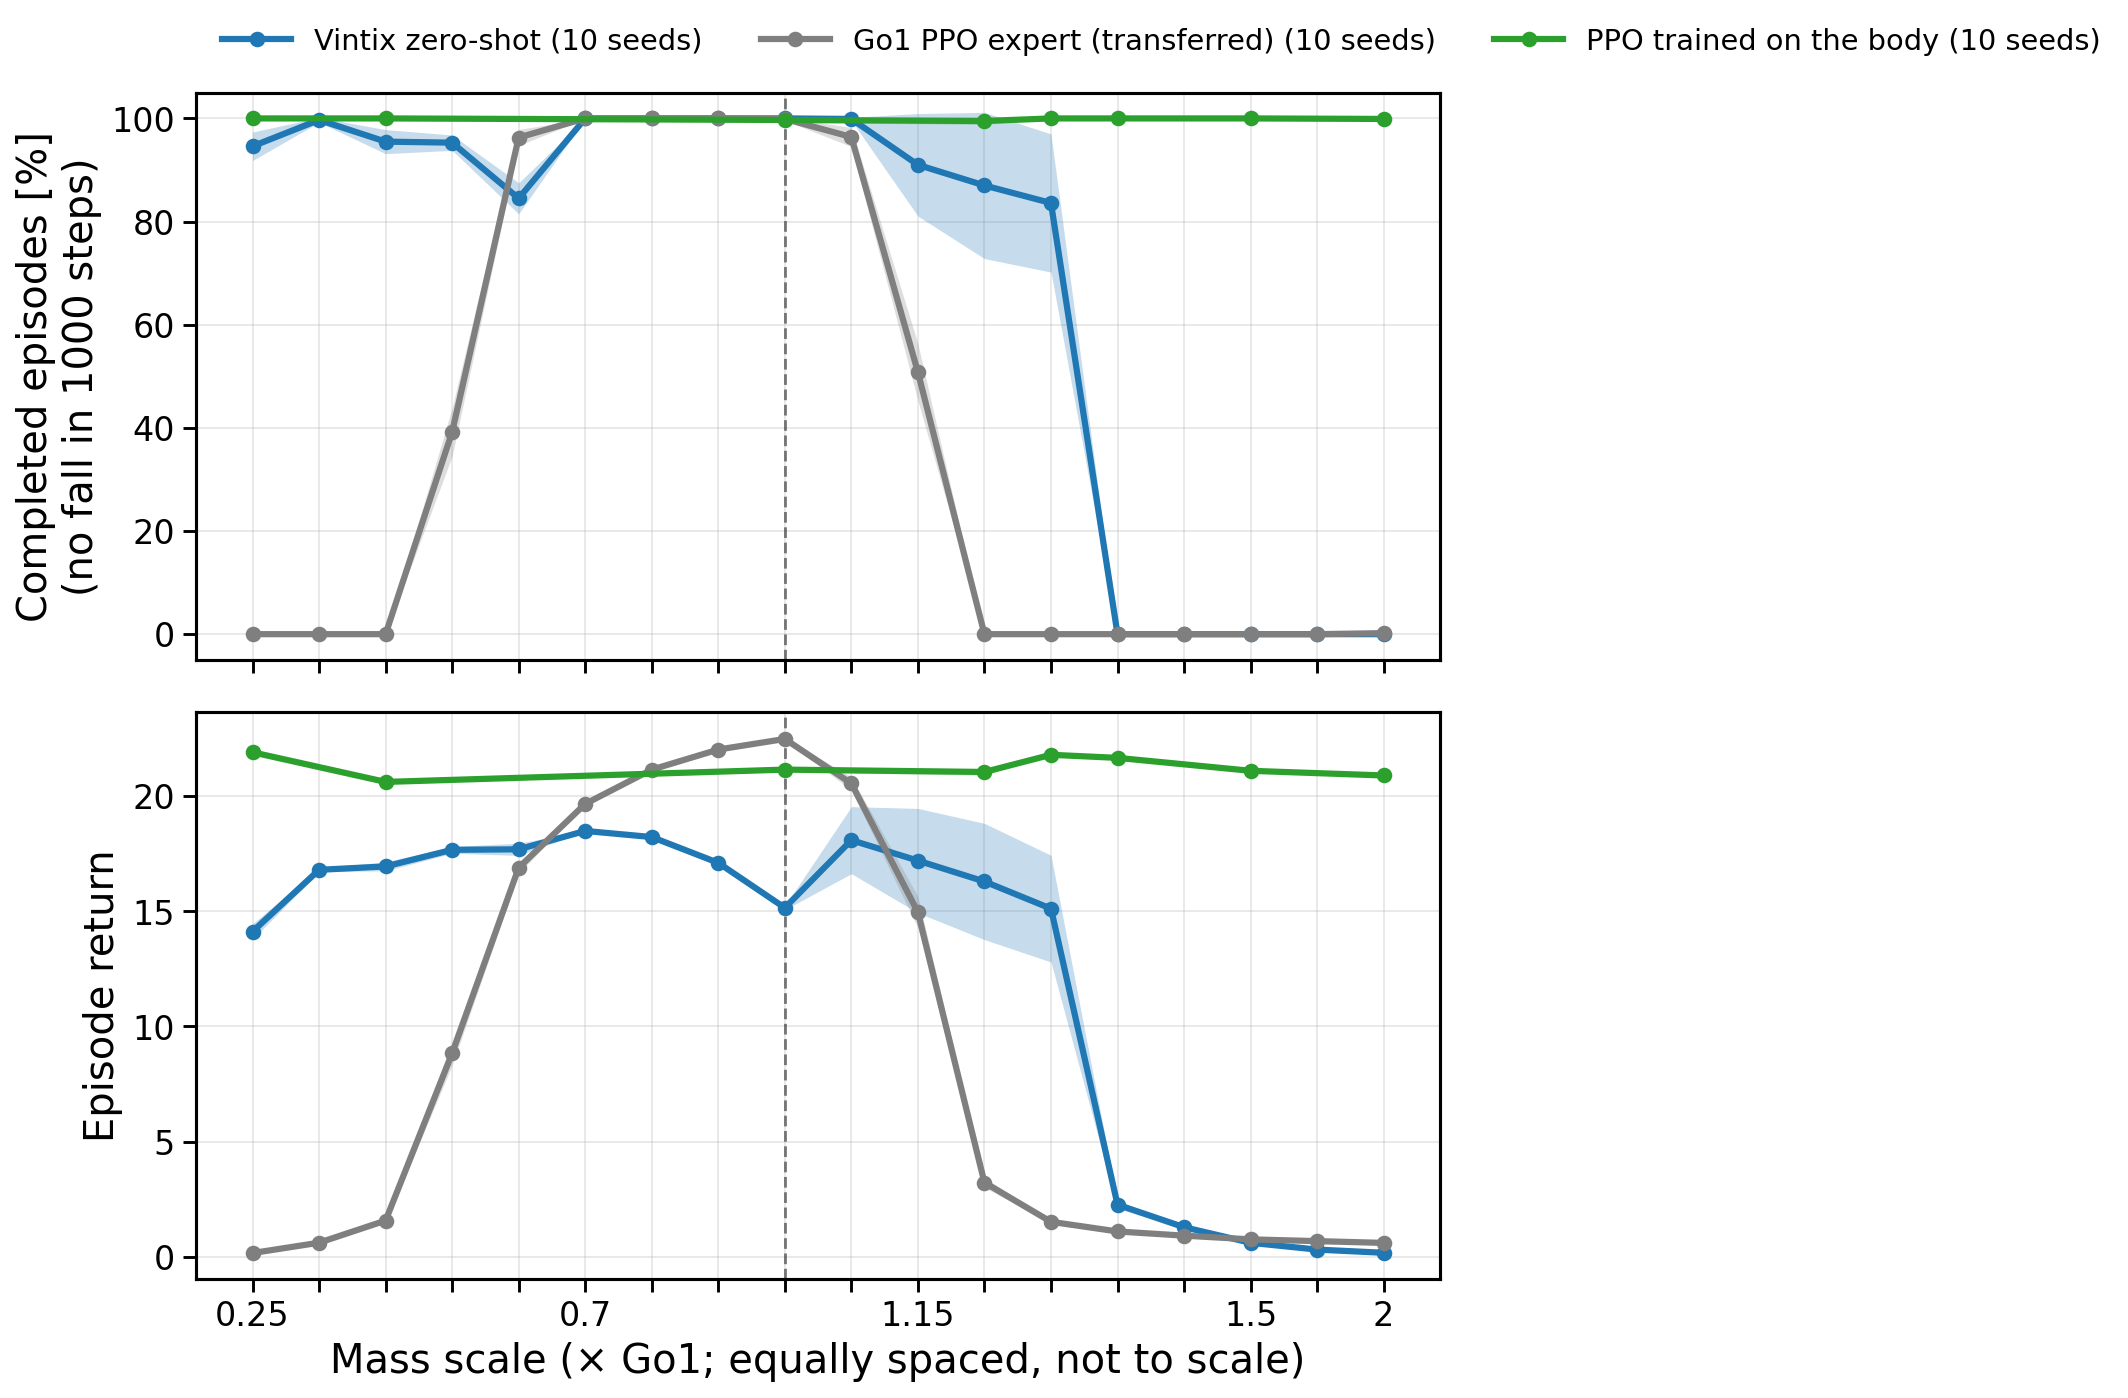 Vintix zero-shot (10 seeds)
Go1 PPO expert (transferred) (10 seeds)
PPO trained on the body (10 seeds)
Completed episodes [%]
(no fall in 1000 steps)
100
80
60
40
20
0
Episode return
20
15
10
5
0
0.25
0.7
1.15
1.5
2
Mass scale (× Go1; equally spaced, not to scale)